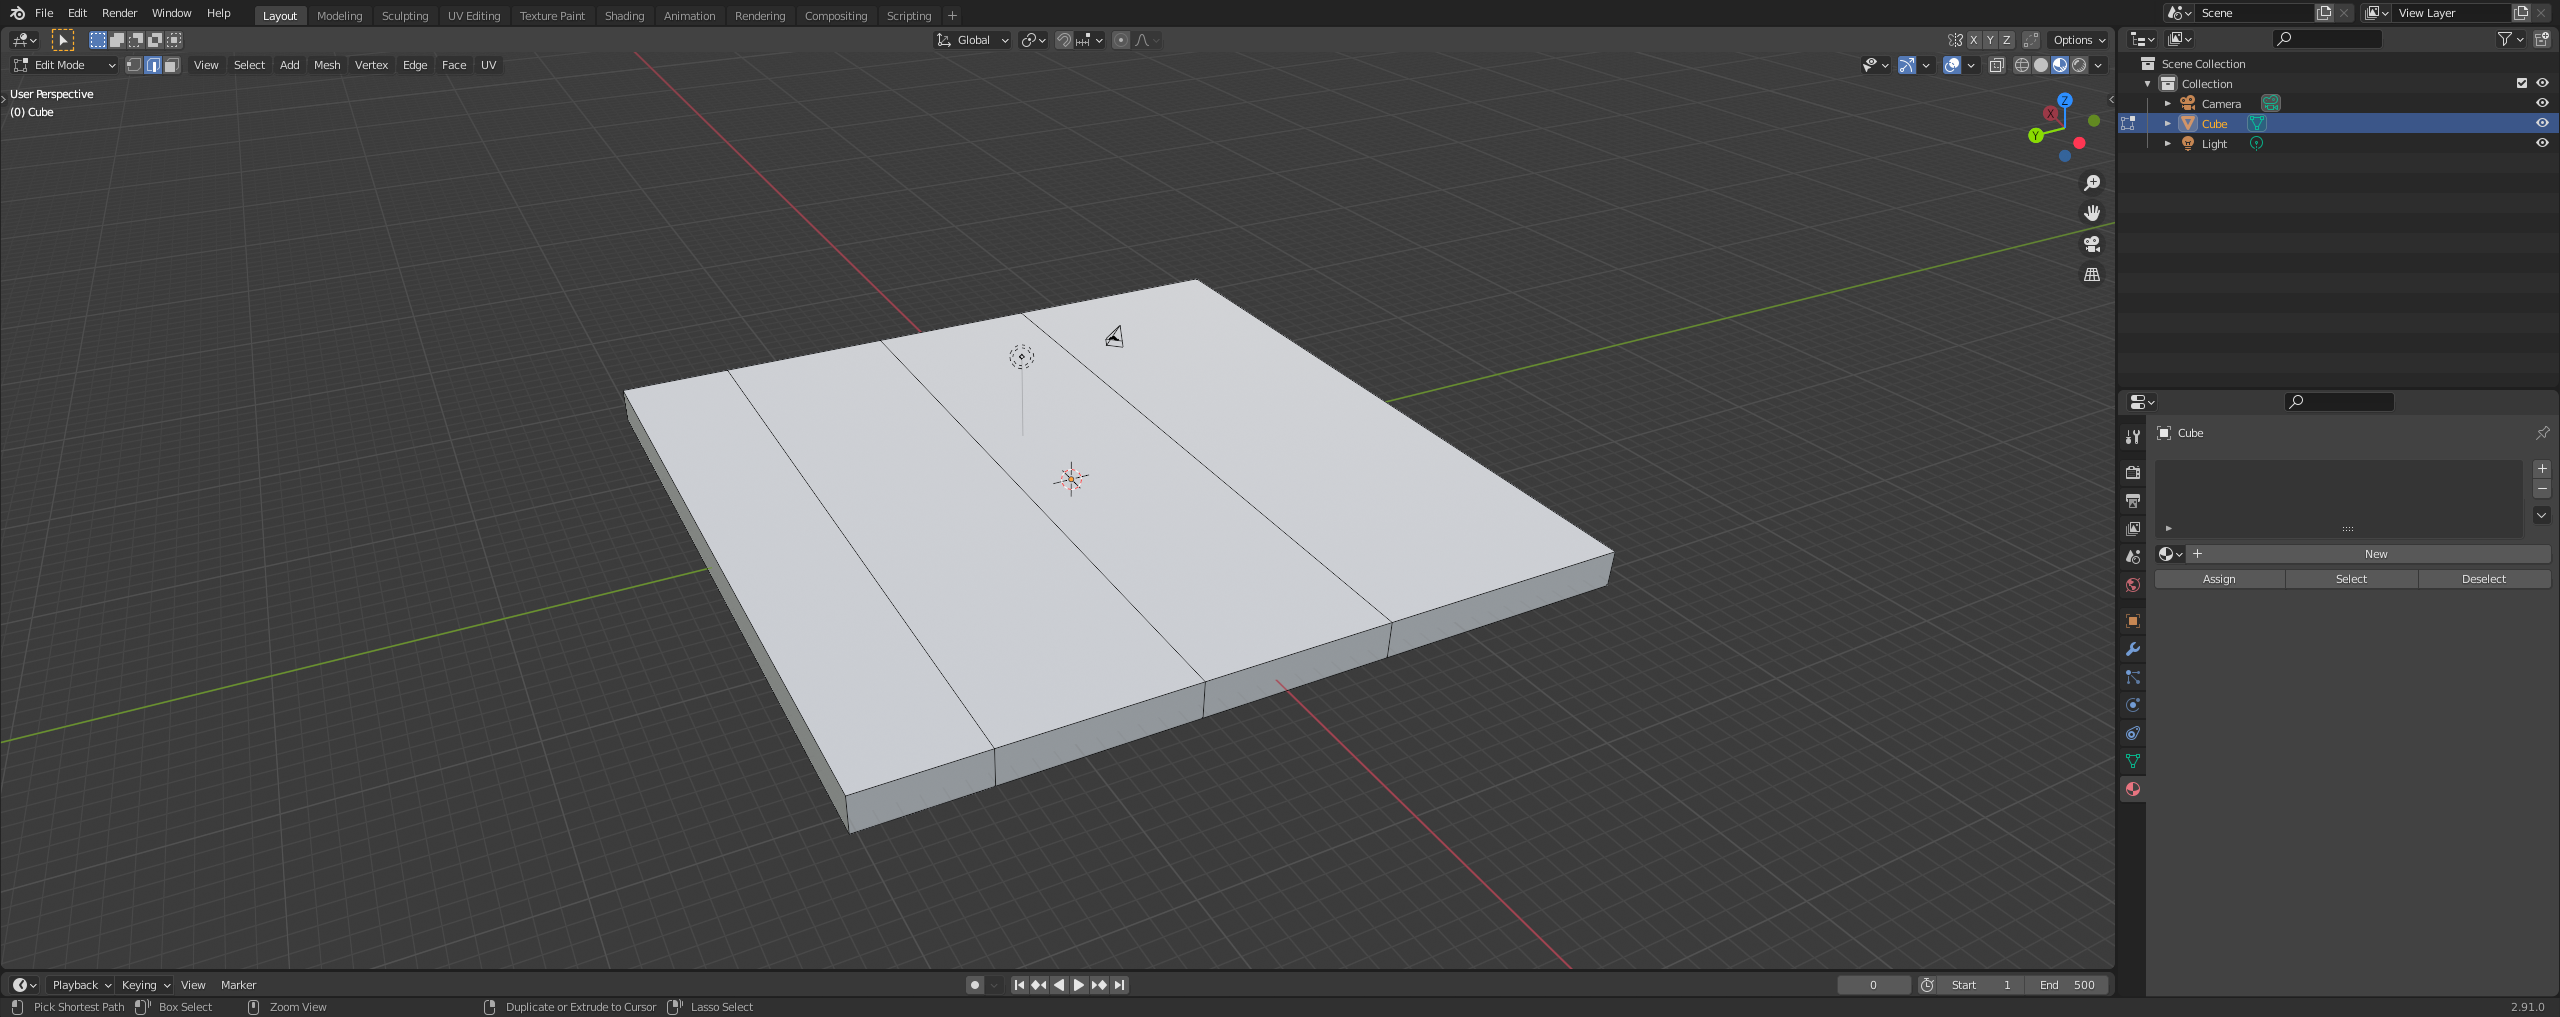 File Edit Render Window Help Layout Modeling Sculpting UV Editing Texture Paint Shading Animation Rendering Compositing Scripting + Scene View Layer
Global X Y Z Options
Edit Mode View Select Add Mesh Vertex Edge Face UV
User Perspective
(0) Cube
Z
X
Y
Scene Collection
Collection
Camera
Cube
Light
Cube
New
Assign Select Deselect
Playback Keying View Marker 0 Start 1 End 500
Pick Shortest Path Box Select Zoom View Duplicate or Extrude to Cursor Lasso Select 2.91.0